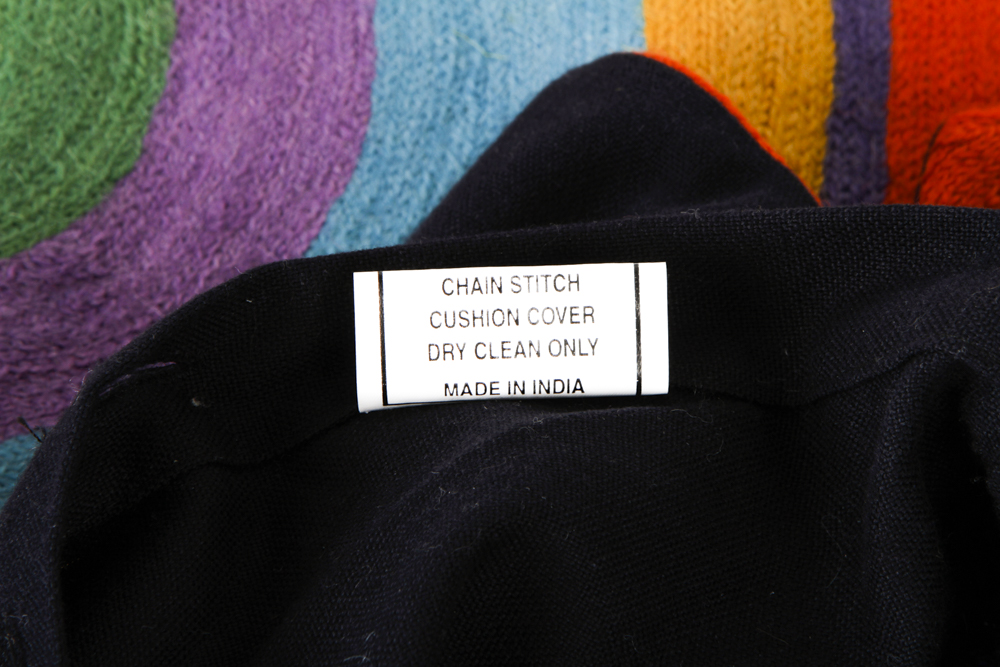 CHAIN STITCH
CUSHION COVER
DRY CLEAN ONLY
MADE IN INDIA